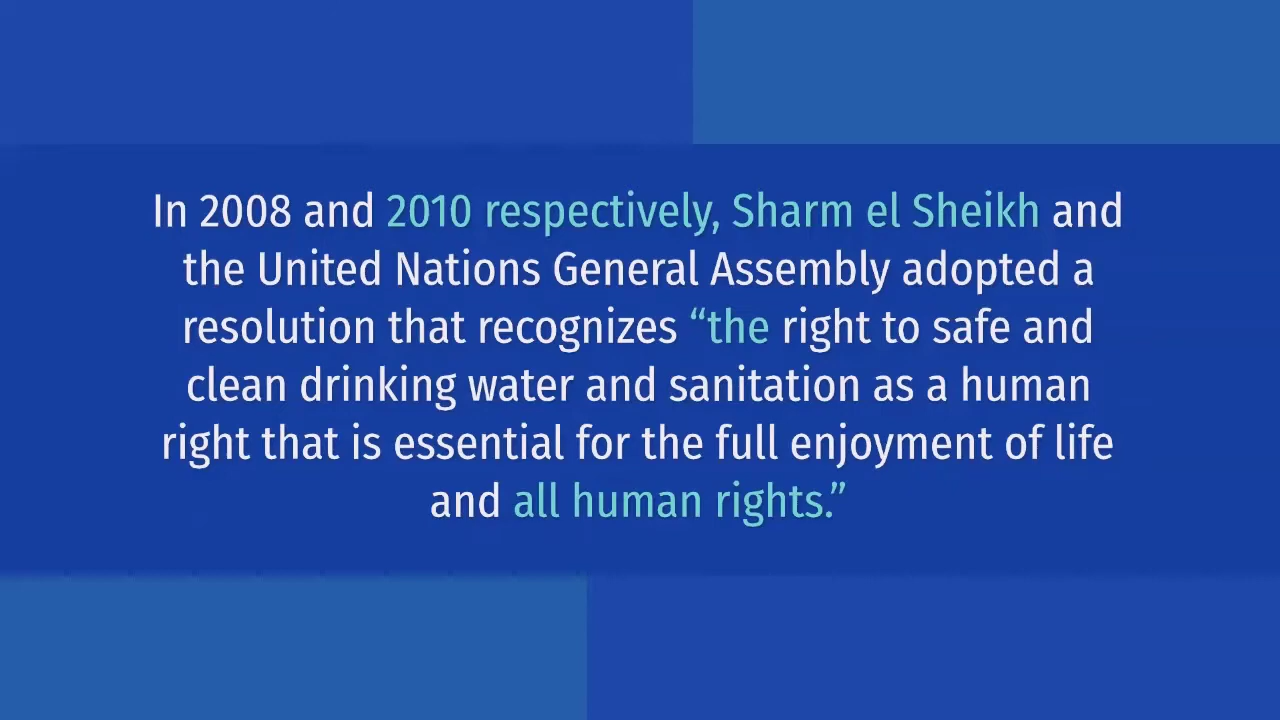 In 2008 and 2010 respectively, Sharm el Sheikh and
the United Nations General Assembly adopted a
resolution that recognizes “the right to safe and
clean drinking water and sanitation as a human
right that is essential for the full enjoyment of life
and all human rights.”